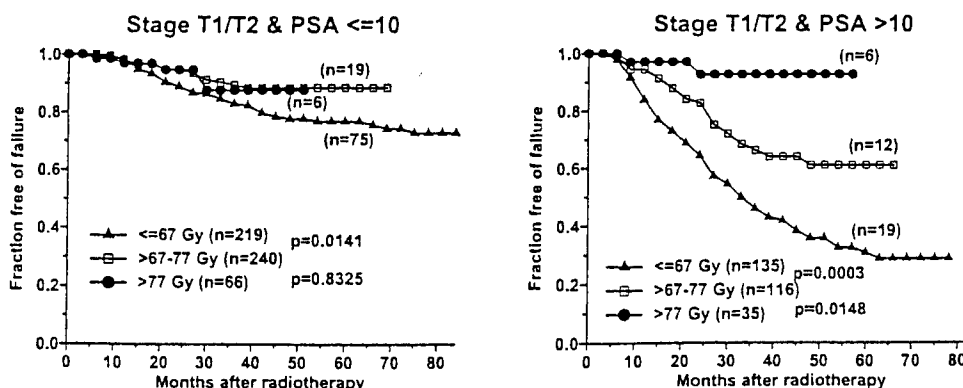 Stage T1/T2 & PSA <=10
1.0
0.8
0.6
0.4
0.2
0.0
Fraction free of failure
(n=19)
(n=6)
(n=75)
<=67 Gy (n=219)
p=0.0141
>67-77 Gy (n=240)
>77 Gy (n=66)
p=0.8325
0 10 20 30 40 50 60 70 80
Months after radiotherapy
Stage T1/T2 & PSA >10
1.0
0.8
0.6
0.4
0.2
0.0
Fraction free of failure
(n=6)
(n=12)
(n=19)
<=67 Gy (n=135)
p=0.0003
>67-77 Gy (n=116)
>77 Gy (n=35)
p=0.0148
0 10 20 30 40 50 60 70 80
Months after radiotherapy